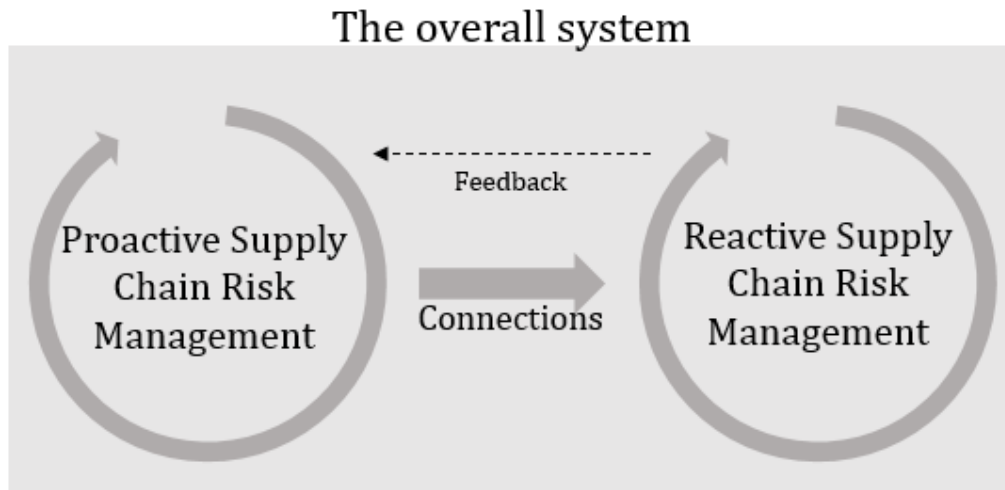 The overall system
Feedback
Proactive Supply
Chain Risk
Management
Connections
Reactive Supply
Chain Risk
Management